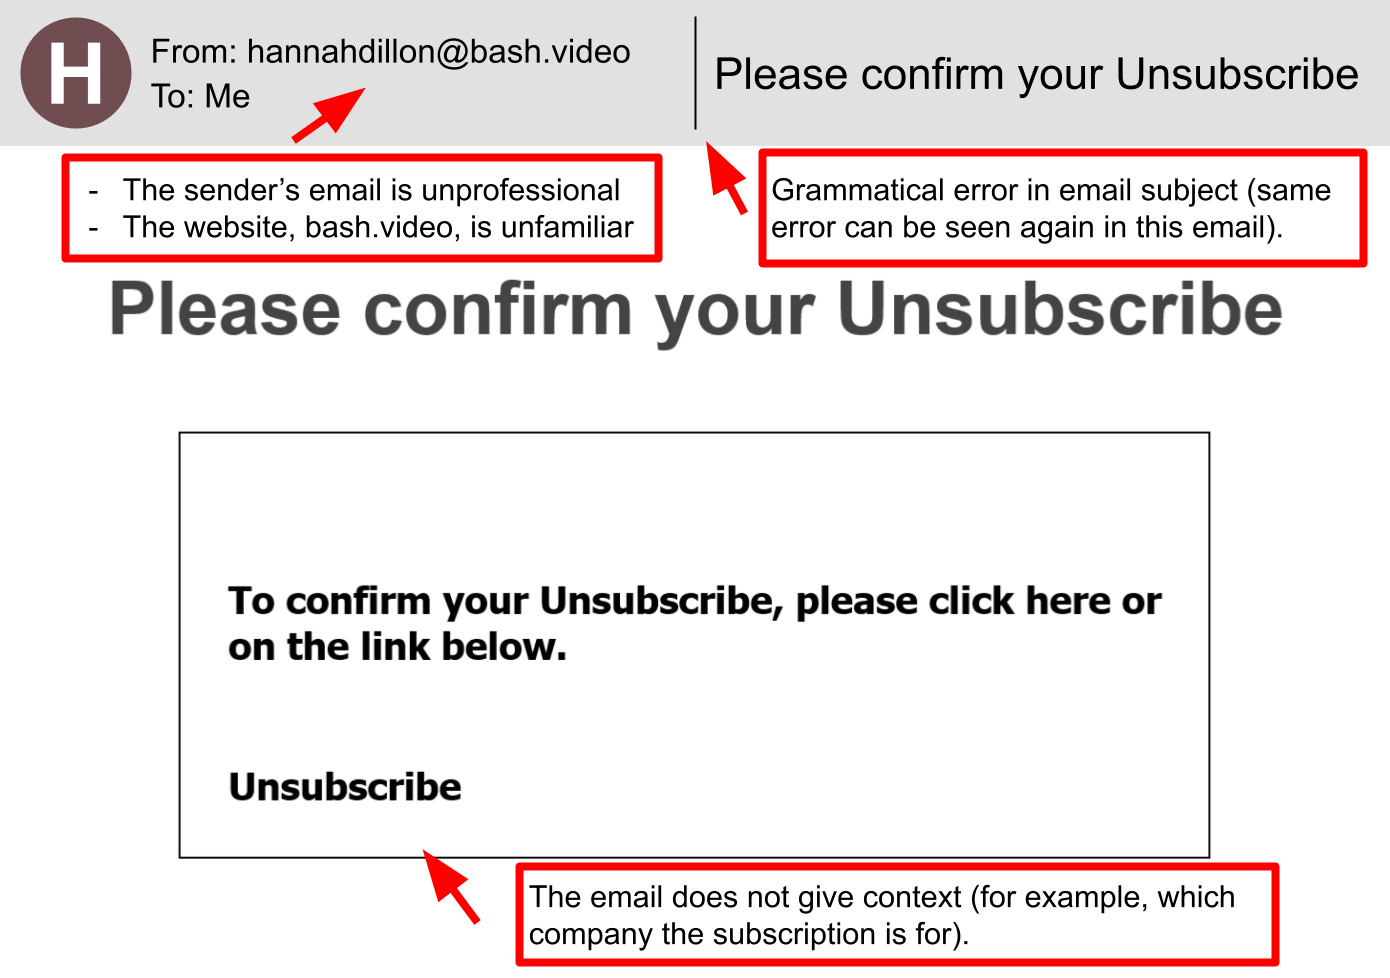 H
From: hannahdillon@bash.video
To: Me
Please confirm your Unsubscribe
- The sender’s email is unprofessional
- The website, bash.video, is unfamiliar
Grammatical error in email subject (same
error can be seen again in this email).
Please confirm your Unsubscribe
To confirm your Unsubscribe, please click here or
on the link below.
Unsubscribe
The email does not give context (for example, which
company the subscription is for).